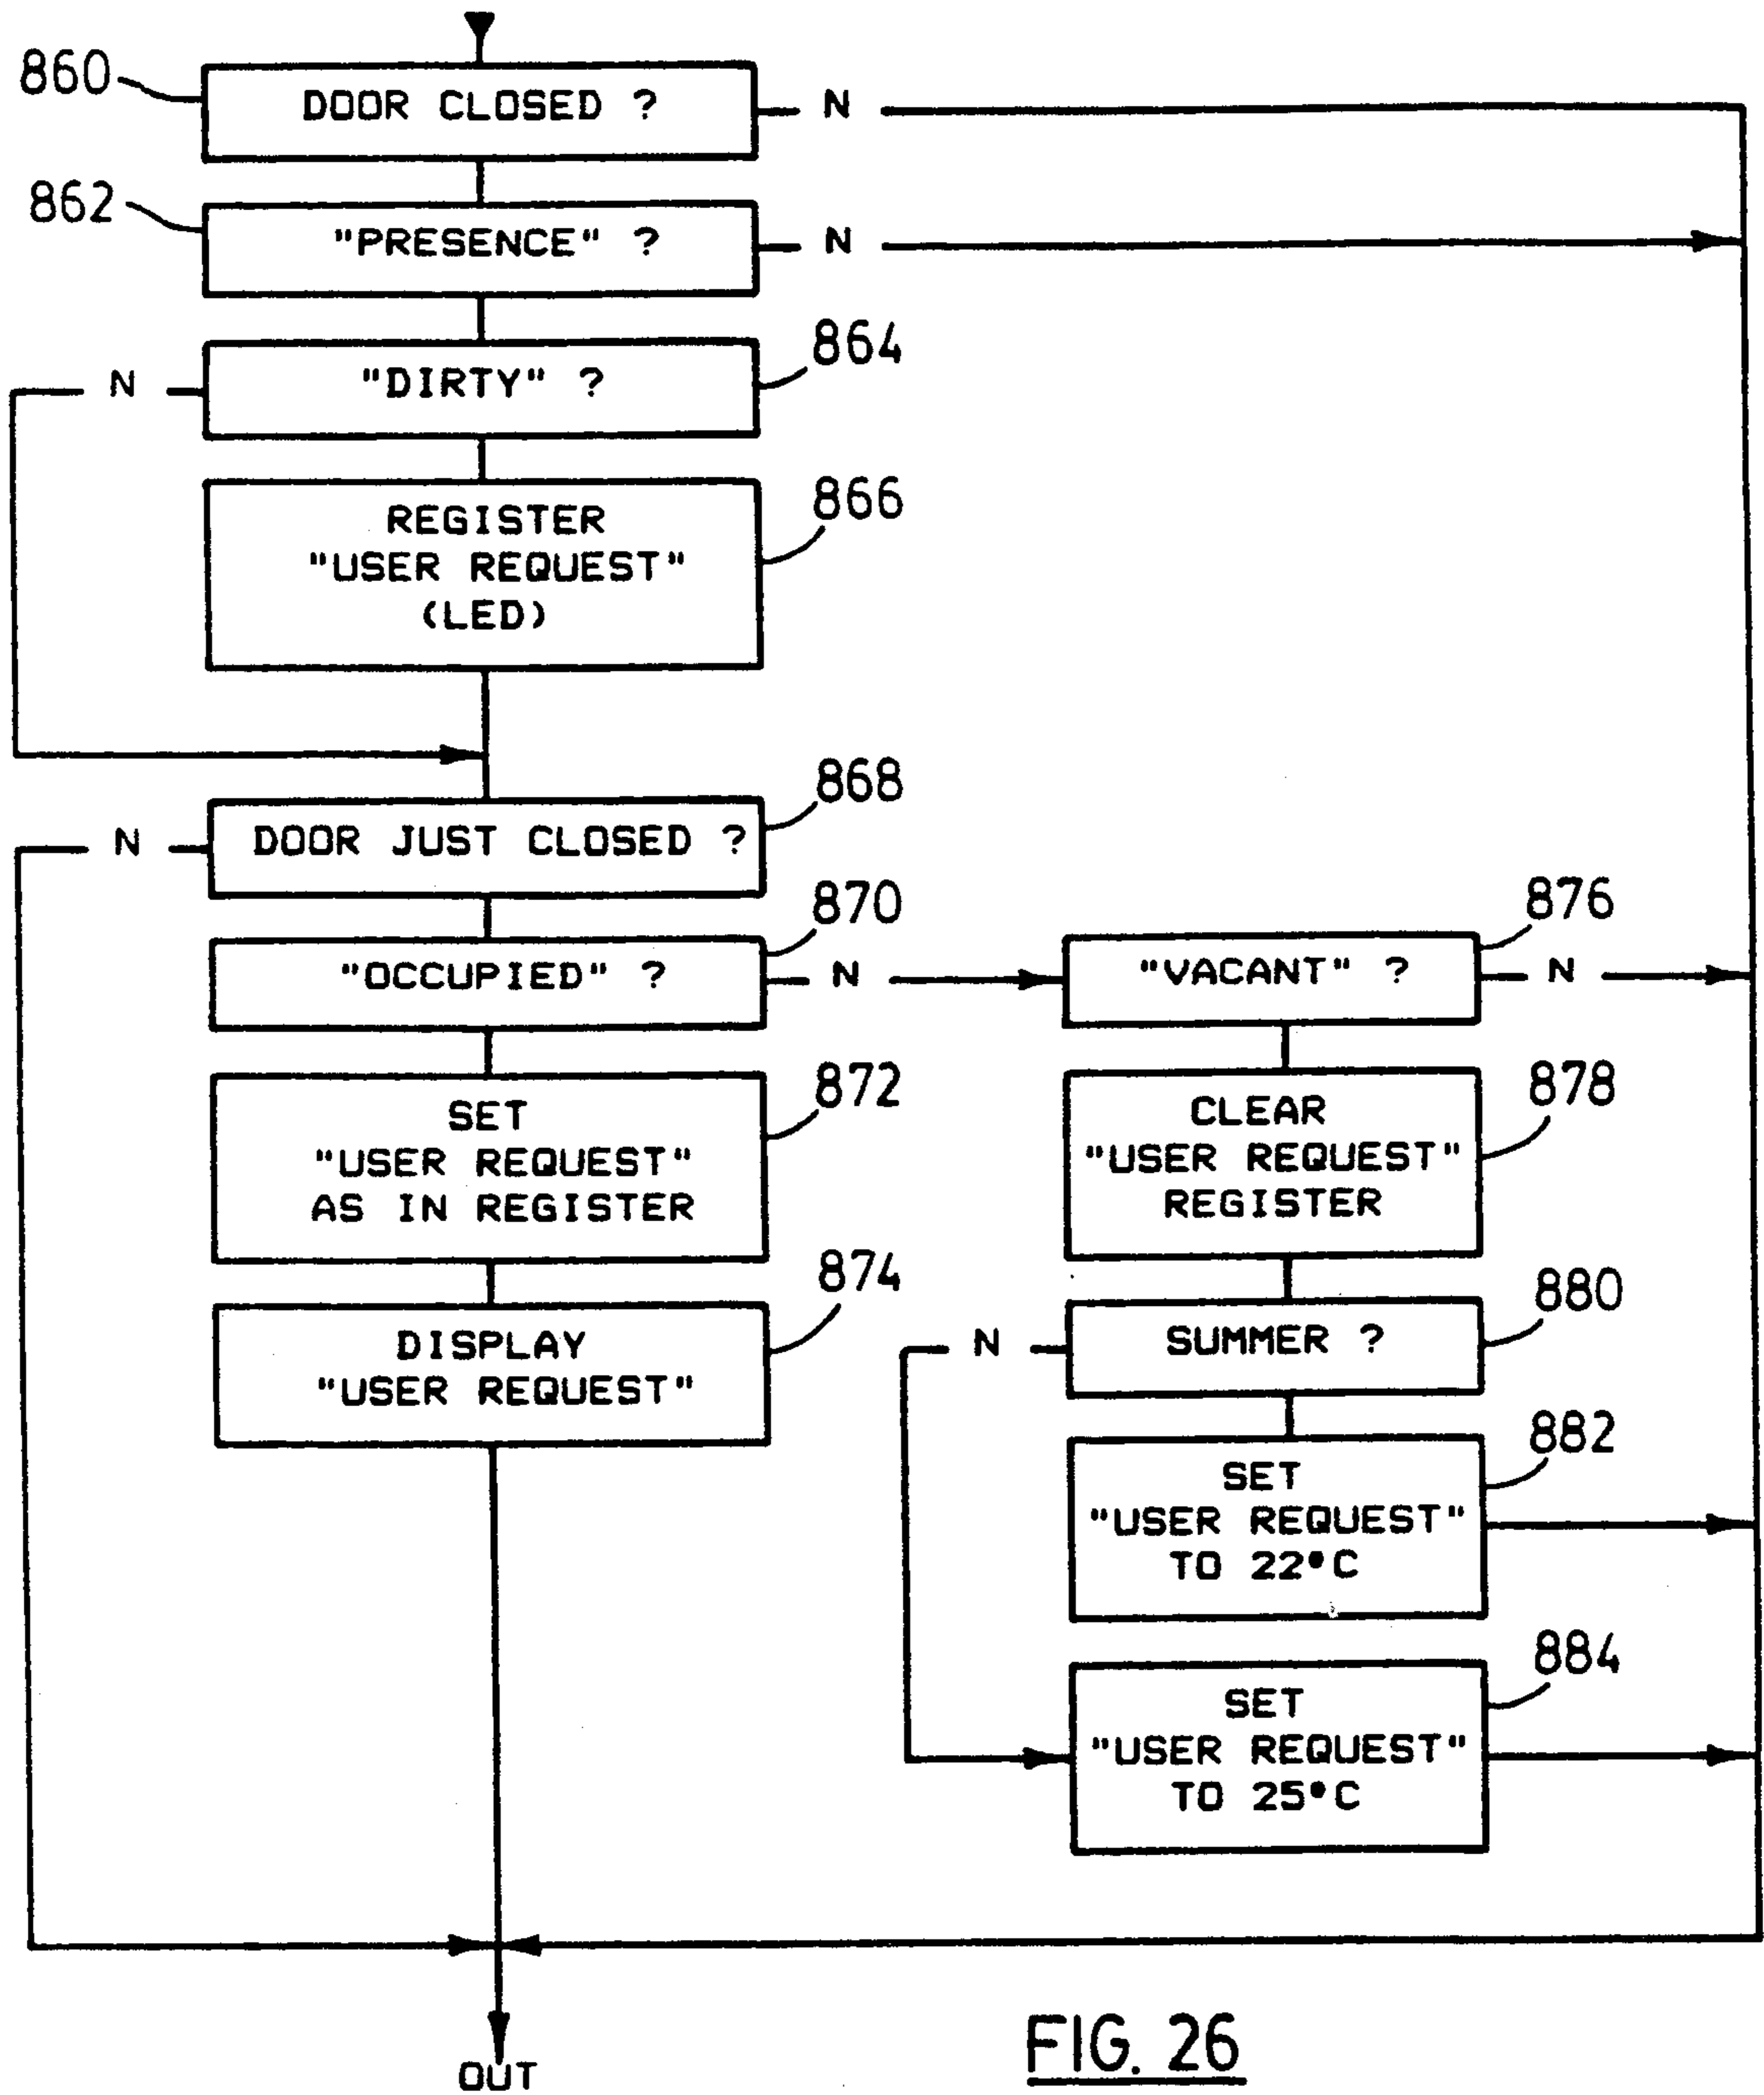 860
DOOR CLOSED ?
N
862
"PRESENCE" ?
N
864
"DIRTY" ?
N
866
REGISTER
"USER REQUEST"
(LED)
868
DOOR JUST CLOSED ?
N
870
"OCCUPIED" ?
N
876
"VACANT" ?
N
872
SET
"USER REQUEST"
AS IN REGISTER
878
CLEAR
"USER REQUEST"
REGISTER
874
DISPLAY
"USER REQUEST"
880
SUMMER ?
N
882
SET
"USER REQUEST"
TO 22°C
884
SET
"USER REQUEST"
TO 25°C
OUT
FIG. 26